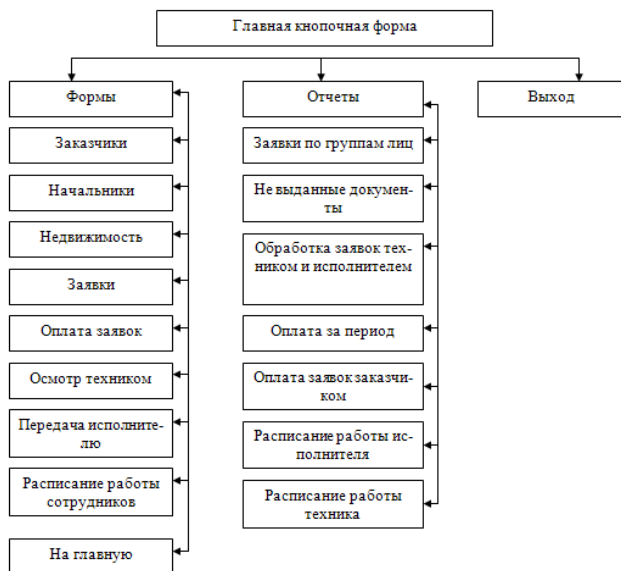 Главная кнопочная форма
Формы
Отчеты
Выход
Заказчики
Начальники
Недвижимость
Заявки
Оплата заявок
Осмотр техником
Передача исполните-
лю
Расписание работы
сотрудников
На главную
Заявки по группам лиц
Не выданные докумен-
ты
Обработка заявок тех-
ником и исполнителем
Оплата за период
Оплата заявок заказчи-
ком
Расписание работы ис-
полнителя
Расписание работы
техника